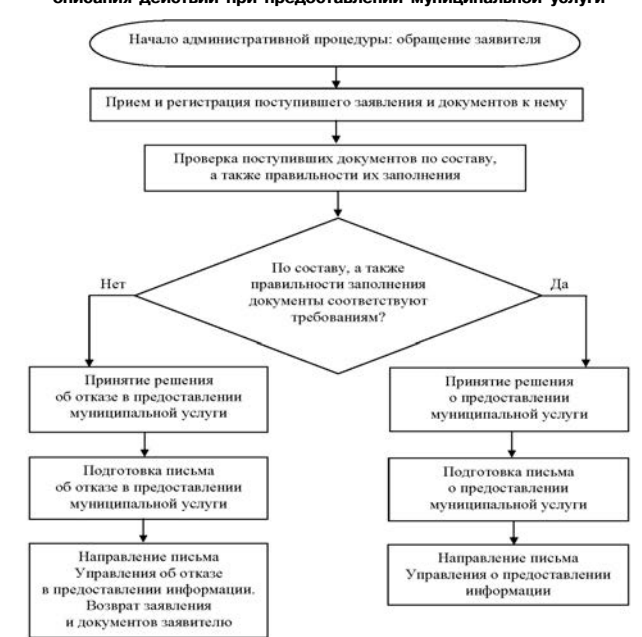 описания действий при предоставлении муниципальной услуги
Начало административной процедуры: обращение заявителя
Прием и регистрация поступившего заявления и документов к нему
Проверка поступивших документов по составу,
а также правильности их заполнения
По составу, а также
правильности заполнения
документы соответствуют
требованиям?
Нет
Да
Принятие решения
об отказе в предоставлении
муниципальной услуги
Подготовка письма
об отказе в предоставлении
муниципальной услуги
Направление письма
Управления об отказе
в предоставлении информации.
Возврат заявления
и документов заявителю
Принятие решения
о предоставлении
муниципальной услуги
Подготовка письма
о предоставлении
муниципальной услуги
Направление письма
Управления о предоставлении
информации